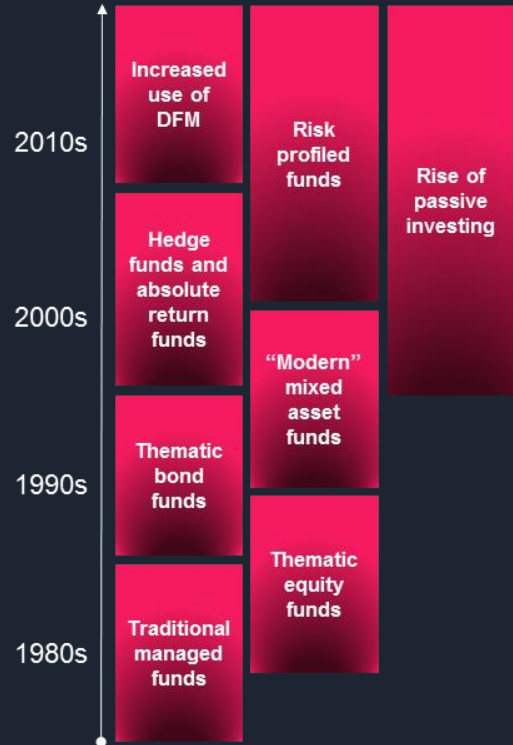 Increased
use of
DFM
2010s
Risk
profiled
funds
Rise of
passive
investing
Hedge
funds and
absolute
return
funds
2000s
“Modern”
mixed
asset
funds
Thematic
bond
funds
1990s
Thematic
equity
funds
Traditional
managed
funds
1980s